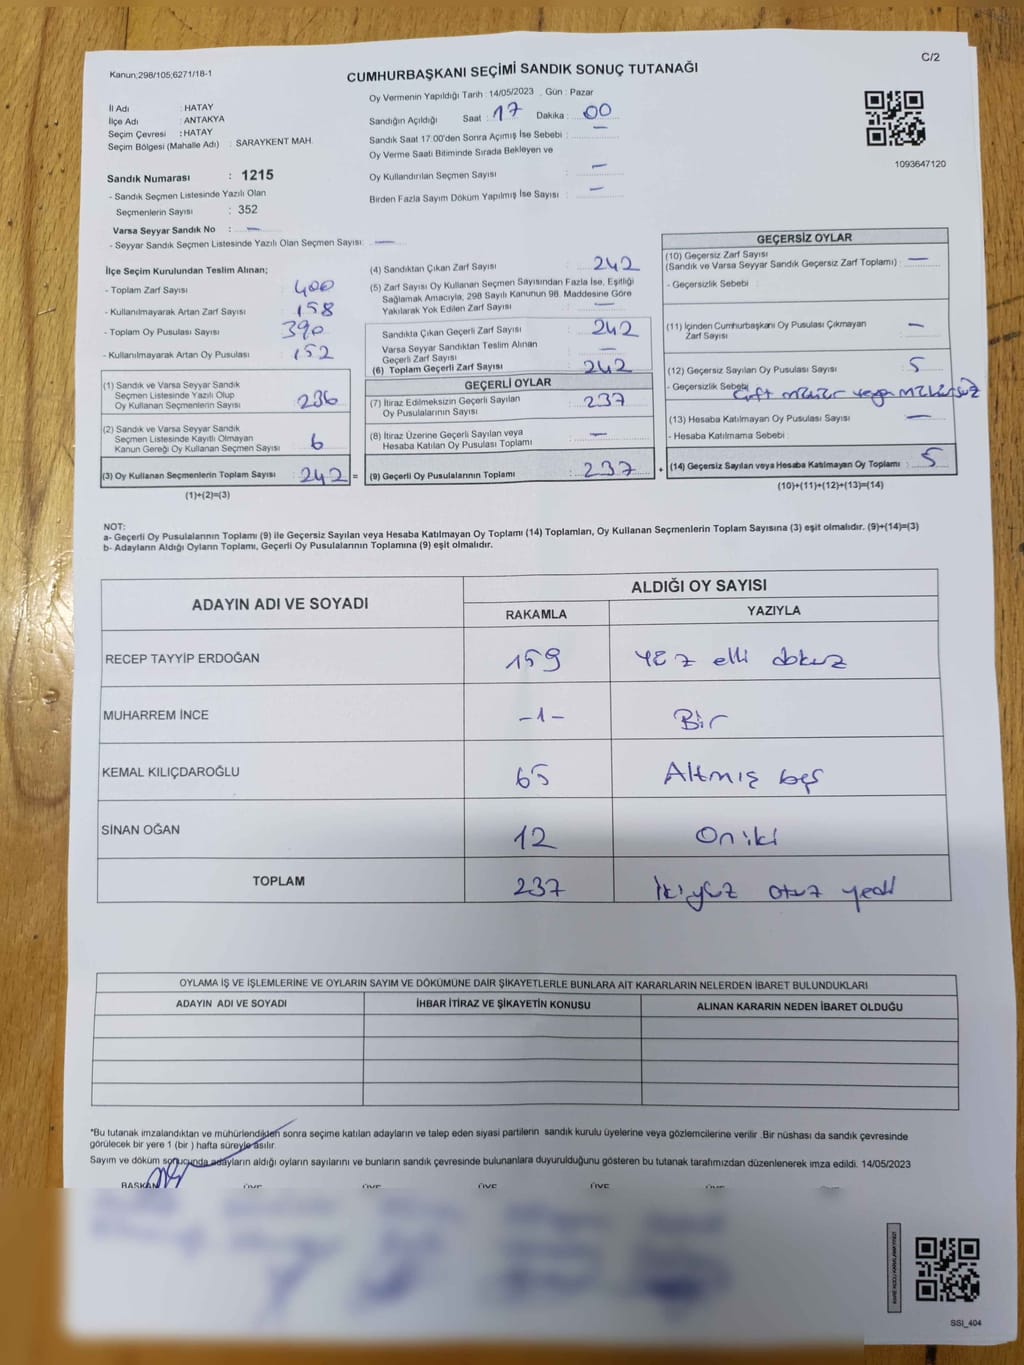 Kanun;298/105;6271/18-1
C/2
CUMHURBAŞKANI SEÇİMİ SANDIK SONUÇ TUTANAĞI
İl Adı : HATAY
İlçe Adı : ANTAKYA
Seçim Çevresi : HATAY
Seçim Bölgesi (Mahalle Adı) : SARAYKENT MAH.
Sandık Numarası : 1215
- Sandık Seçmen Listesinde Yazılı Olan
Seçmenlerin Sayısı : 352
Varsa Seyyar Sandık No : —
- Seyyar Sandık Seçmen Listesinde Yazılı Olan Seçmen Sayısı: —
Oy Vermenin Yapıldığı Tarih : 14/05/2023 . Gün : Pazar
Sandığın Açıldığı Saat : 17 Dakika : 00
Sandık Saat 17:00'den Sonra Açımış İse Sebebi : —
Oy Verme Saati Bitiminde Sırada Bekleyen ve
Oy Kullandırılan Seçmen Sayısı : —
Birden Fazla Sayım Döküm Yapılmış İse Sayısı : —
1093647120
İlçe Seçim Kurulundan Teslim Alınan;
- Toplam Zarf Sayısı : 400
- Kullanılmayarak Artan Zarf Sayısı : 158
- Toplam Oy Pusulası Sayısı : 390
- Kullanılmayarak Artan Oy Pusulası : 152
(1) Sandık ve Varsa Seyyar Sandık
Seçmen Listesinde Yazılı Olup
Oy Kullanan Seçmenlerin Sayısı : 236
(2) Sandık ve Varsa Seyyar Sandık
Seçmen Listesinde Kayıtlı Olmayan
Kanun Gereği Oy Kullanan Seçmen Sayısı : 6
(3) Oy Kullanan Seçmenlerin Toplam Sayısı : 242 =
(1)+(2)=(3)
(4) Sandıktan Çıkan Zarf Sayısı : 242
(5) Zarf Sayısı Oy Kullanan Seçmen Sayısından Fazla İse, Eşitliği
Sağlamak Amacıyla, 298 Sayılı Kanunun 98. Maddesine Göre
Yakılarak Yok Edilen Zarf Sayısı : —
Sandıkta Çıkan Geçerli Zarf Sayısı : 242
Varsa Seyyar Sandıktan Teslim Alınan
Geçerli Zarf Sayısı : —
(6) Toplam Geçerli Zarf Sayısı : 242
GEÇERLİ OYLAR
(7) İtiraz Edilmeksizin Geçerli Sayılan
Oy Pusulalarının Sayısı : 237
(8) İtiraz Üzerine Geçerli Sayılan veya
Hesaba Katılan Oy Pusulası Toplamı : —
(9) Geçerli Oy Pusulalarının Toplamı : 237 +
GEÇERSİZ OYLAR
(10) Geçersiz Zarf Sayısı
(Sandık ve Varsa Seyyar Sandık Geçersiz Zarf Toplamı) : —
- Geçersizlik Sebebi :
(11) İçinden Cumhurbaşkanı Oy Pusulası Çıkmayan
Zarf Sayısı : —
(12) Geçersiz Sayılan Oy Pusulası Sayısı : 5
- Geçersizlik Sebebi : Çift mühür veya mühürsüz
(13) Hesaba Katılmayan Oy Pusulası Sayısı : —
- Hesaba Katılmama Sebebi :
(14) Geçersiz Sayılan veya Hesaba Katılmayan Oy Toplamı : 5
(10)+(11)+(12)+(13)=(14)
NOT:
a- Geçerli Oy Pusulalarının Toplamı (9) ile Geçersiz Sayılan veya Hesaba Katılmayan Oy Toplamı (14) Toplamları, Oy Kullanan Seçmenlerin Toplam Sayısına (3) eşit olmalıdır. (9)+(14)=(3)
b- Adayların Aldığı Oyların Toplamı, Geçerli Oy Pusulalarının Toplamına (9) eşit olmalıdır.
ADAYIN ADI VE SOYADI
ALDIĞI OY SAYISI
RAKAMLA YAZIYLA
RECEP TAYYİP ERDOĞAN 159 yüz elli dokuz
MUHARREM İNCE -1- Bir
KEMAL KILIÇDAROĞLU 65 Altmış beş
SİNAN OĞAN 12 On iki
TOPLAM 237 İkiyüz otuz yedi
OYLAMA İŞ VE İŞLEMLERİNE VE OYLARIN SAYIM VE DÖKÜMÜNE DAİR ŞİKAYETLERLE BUNLARA AİT KARARLARIN NELERDEN İBARET BULUNDUKLARI
ADAYIN ADI VE SOYADI İHBAR İTİRAZ VE ŞİKAYETİN KONUSU ALINAN KARARIN NEDEN İBARET OLDUĞU
*Bu tutanak imzalandıktan ve mühürlendikten sonra seçime katılan adayların ve talep eden siyasi partilerin sandık kurulu üyelerine veya gözlemcilerine verilir .Bir nüshası da sandık çevresinde
görülecek bir yere 1 (bir ) hafta süreyle asılır.
Sayım ve döküm sonucunda adayların aldığı oyların sayılarını ve bunların sandık çevresinde bulunanlara duyurulduğunu gösteren bu tutanak tarafımızdan düzenlenerek imza edildi. 14/05/2023
BAŞKAN ÜYE ÜYE ÜYE ÜYE ÜYE
SSI_404